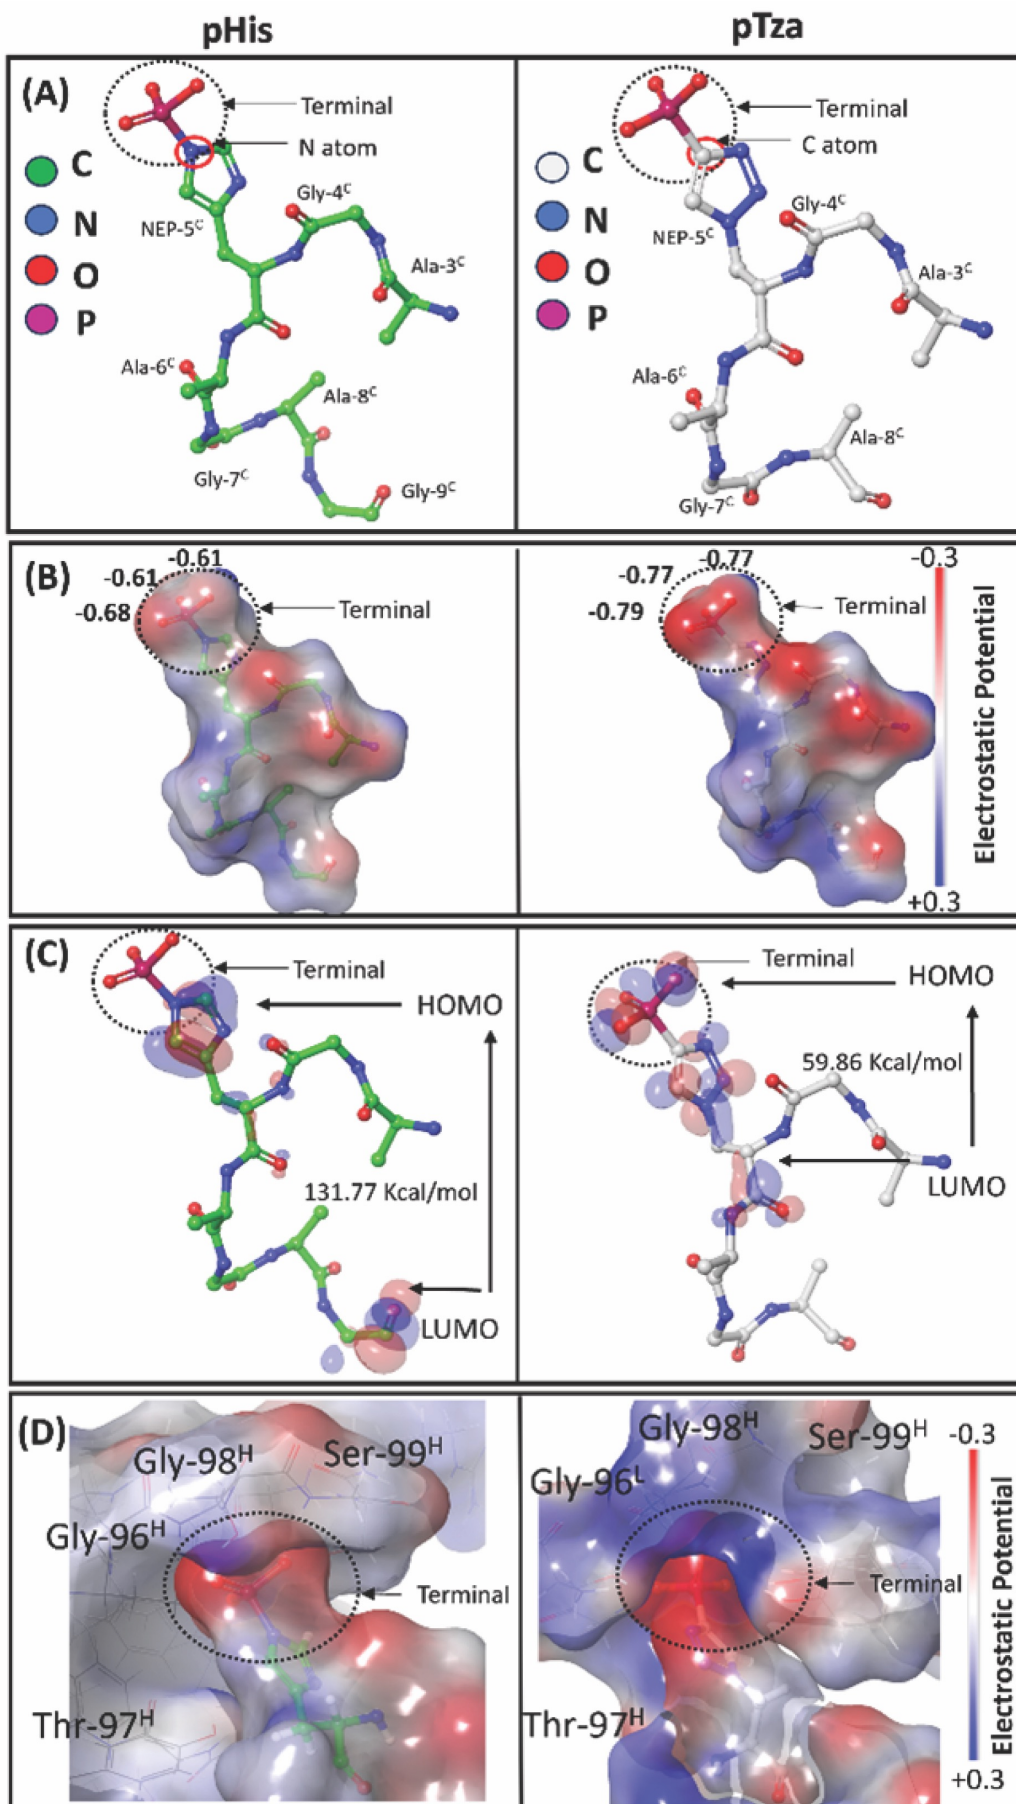 pHis
pTza
(A)
Terminal
N atom
C
N
O
P
NEP-5C
Gly-4C
Ala-3C
Ala-6C
Ala-8C
Gly-7C
Gly-9C
Terminal
C atom
C
N
O
P
NEP-5C
Gly-4C
Ala-3C
Ala-6C
Ala-8C
Gly-7C
(B)
-0.61
-0.61
-0.68
Terminal
-0.77
-0.77
-0.79
Terminal
-0.3
Electrostatic Potential
+0.3
(C)
Terminal
HOMO
131.77 Kcal/mol
LUMO
Terminal
HOMO
59.86 Kcal/mol
LUMO
(D)
Gly-98H
Ser-99H
Gly-96H
Terminal
Thr-97H
Gly-98H
Ser-99H
Gly-96L
Terminal
Thr-97H
-0.3
Electrostatic Potential
+0.3